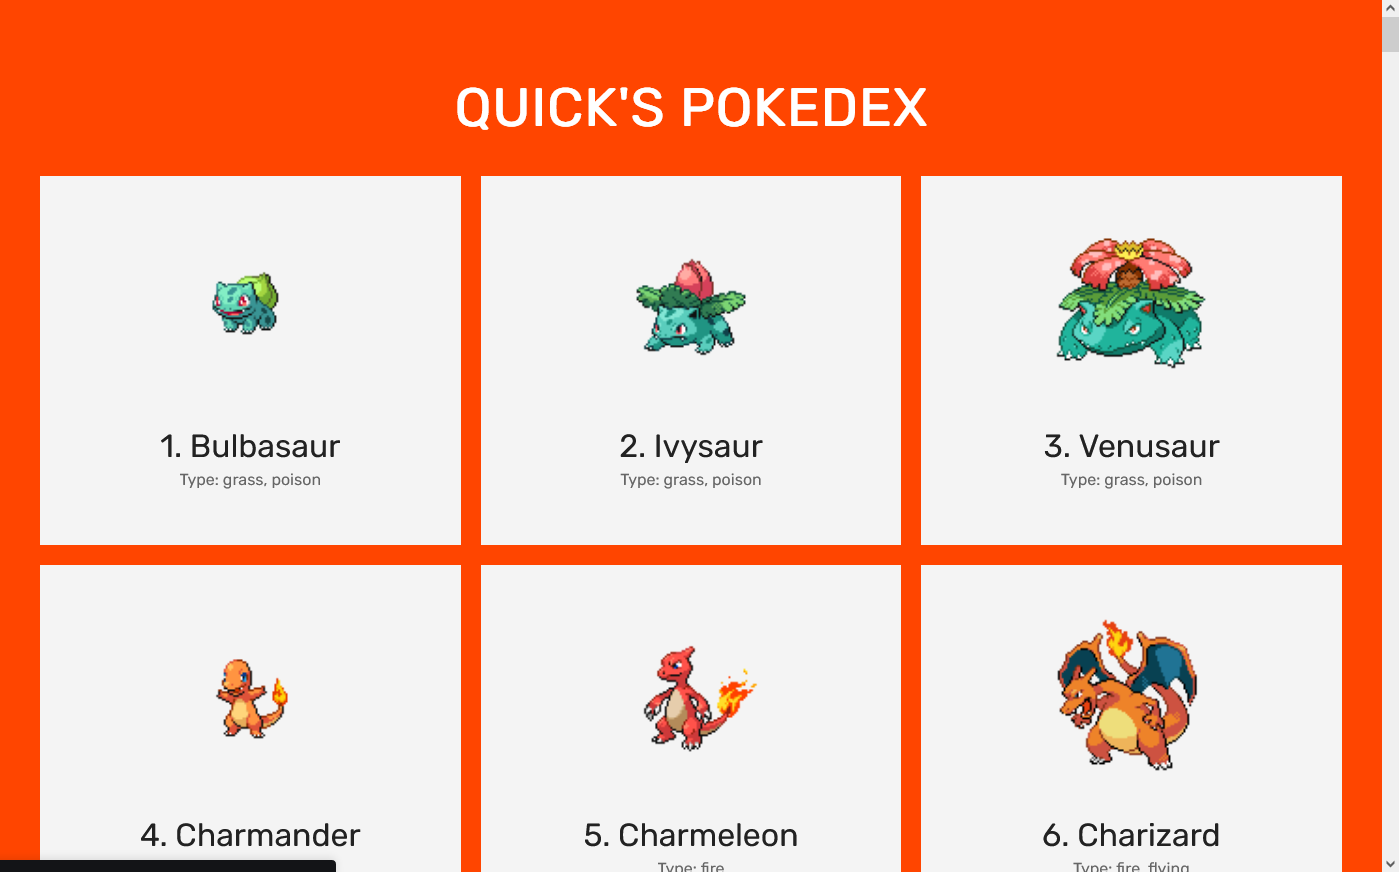 QUICK'S POKEDEX
1. Bulbasaur
Type: grass, poison
2. Ivysaur
Type: grass, poison
3. Venusaur
Type: grass, poison
4. Charmander
5. Charmeleon
Type: fire
6. Charizard
Type: fire, flying